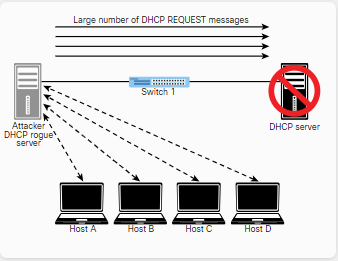 Large number of DHCP REQUEST messages
Switch 1
Attacker
DHCP rogue
server
DHCP server
Host A
Host B
Host C
Host D